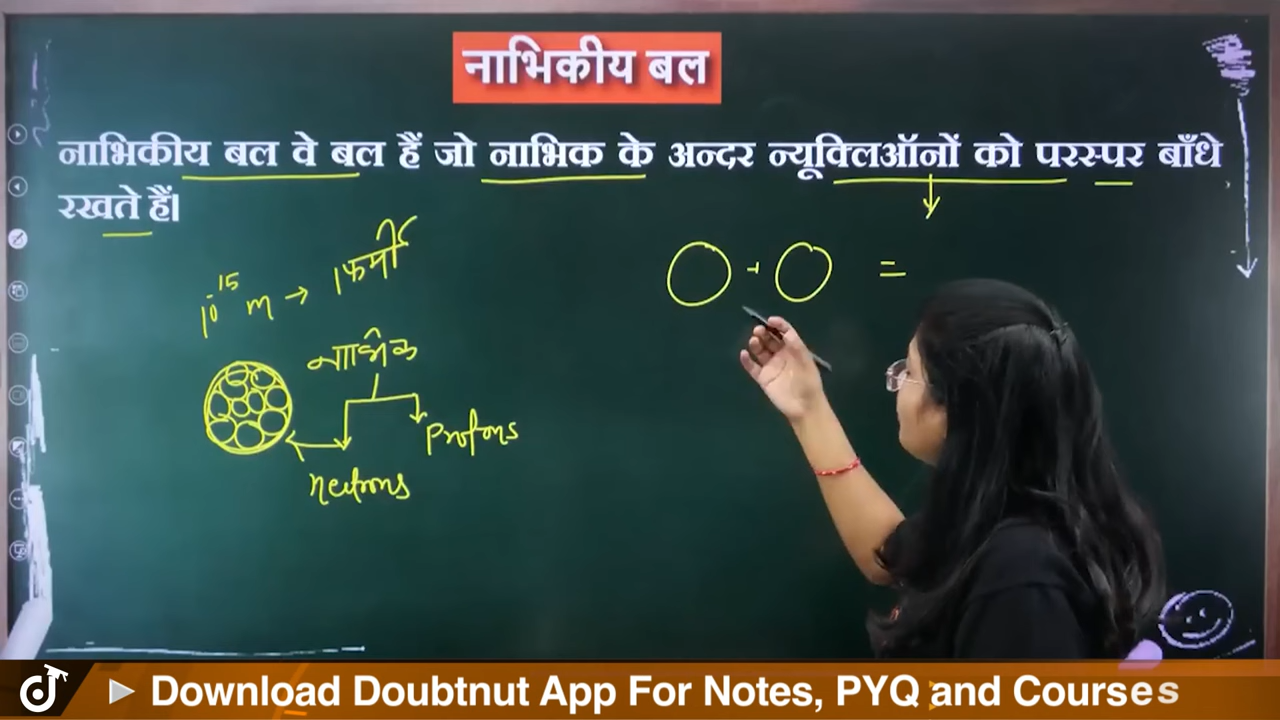 नाभिकीय बल
नाभिकीय बल वे बल हैं जो नाभिक के अन्दर न्यूक्लिऑनों को परस्पर बाँधे
रखते हैं।
10⁻¹⁵ m → 1 फर्मी
+ =
नाभिक
Protons
Neutrons
Download Doubtnut App For Notes, PYQ and Courses